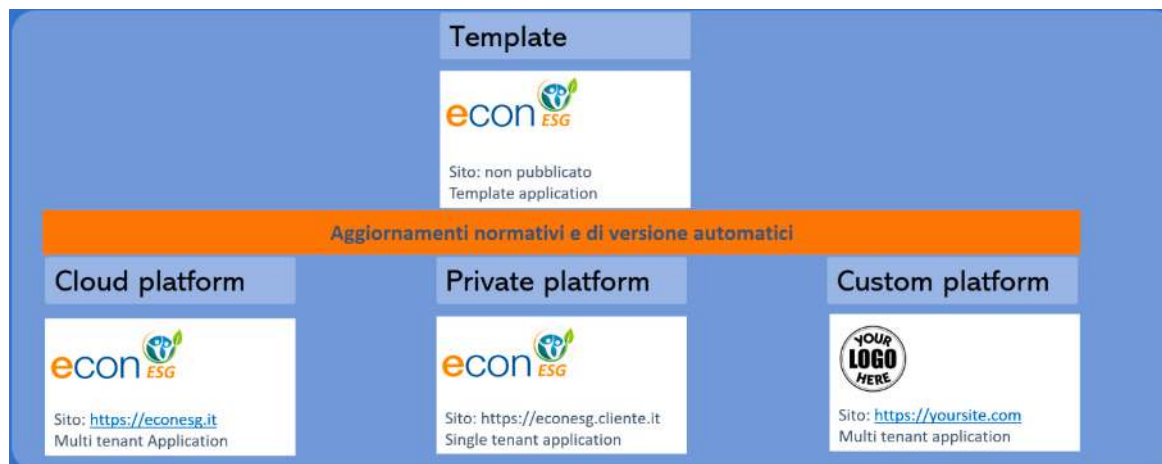 Template
econ ESG
Sito: non pubblicato
Template application
Aggiornamenti normativi e di versione automatici
Cloud platform
econ ESG
Sito: https://econesg.it
Multi tenant Application
Private platform
econ ESG
Sito: https://econesg.cliente.it
Single tenant application
Custom platform
YOUR
LOGO
HERE
Sito: https://yoursite.com
Multi tenant application